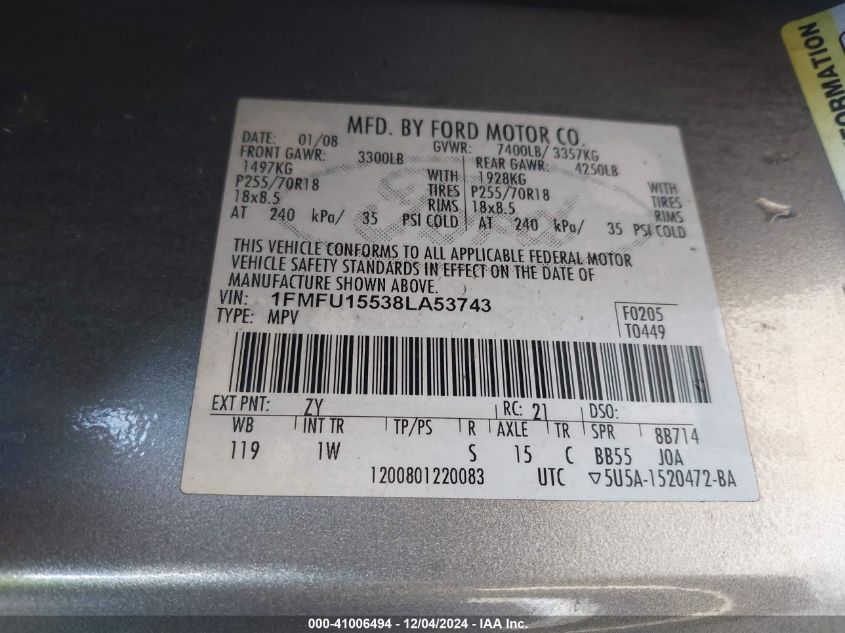 MFD. BY FORD MOTOR CO.
DATE: 01/08 GVWR: 7400LB/ 3357KG
FRONT GAWR: 3300LB REAR GAWR: 4250LB
1497KG WITH 1928KG WITH
P255/70R18 TIRES P255/70R18 TIRES
18x8.5 RIMS 18x8.5 RIMS
AT 240 kPa/ 35 PSI COLD AT 240 kPa/ 35 PSI COLD
THIS VEHICLE CONFORMS TO ALL APPLICABLE FEDERAL MOTOR
VEHICLE SAFETY STANDARDS IN EFFECT ON THE DATE OF
MANUFACTURE SHOWN ABOVE.
VIN: 1FMFU15538LA53743
TYPE: MPV
F0205
T0449
EXT PNT: ZY RC: 21 DSO:
WB INT TR TP/PS R AXLE TR SPR 8B714
119 1W S 15 C BB55 J0A
1200801220083 UTC ▽5U5A-1520472-BA
FORMATION
000-41006494 - 12/04/2024 - IAA Inc.